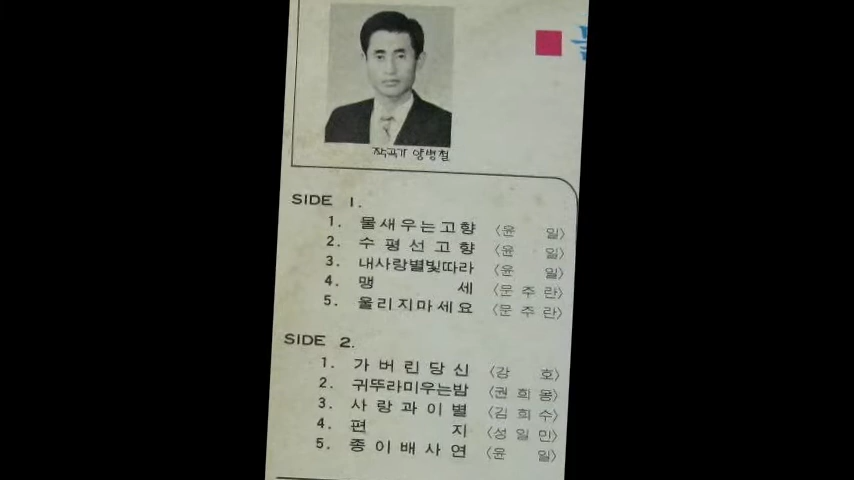 작곡가 양병철
SIDE 1.
1. 물새우는고향 〈윤 일〉
2. 수평선고향 〈윤 일〉
3. 내사랑별빛따라 〈윤 일〉
4. 맹 세 〈문주란〉
5. 울리지마세요 〈문주란〉
SIDE 2.
1. 가버린당신 〈강 호〉
2. 귀뚜라미우는밤 〈권희몽〉
3. 사랑과이별 〈김희수〉
4. 편 지 〈성일민〉
5. 종이배사연 〈윤 일〉